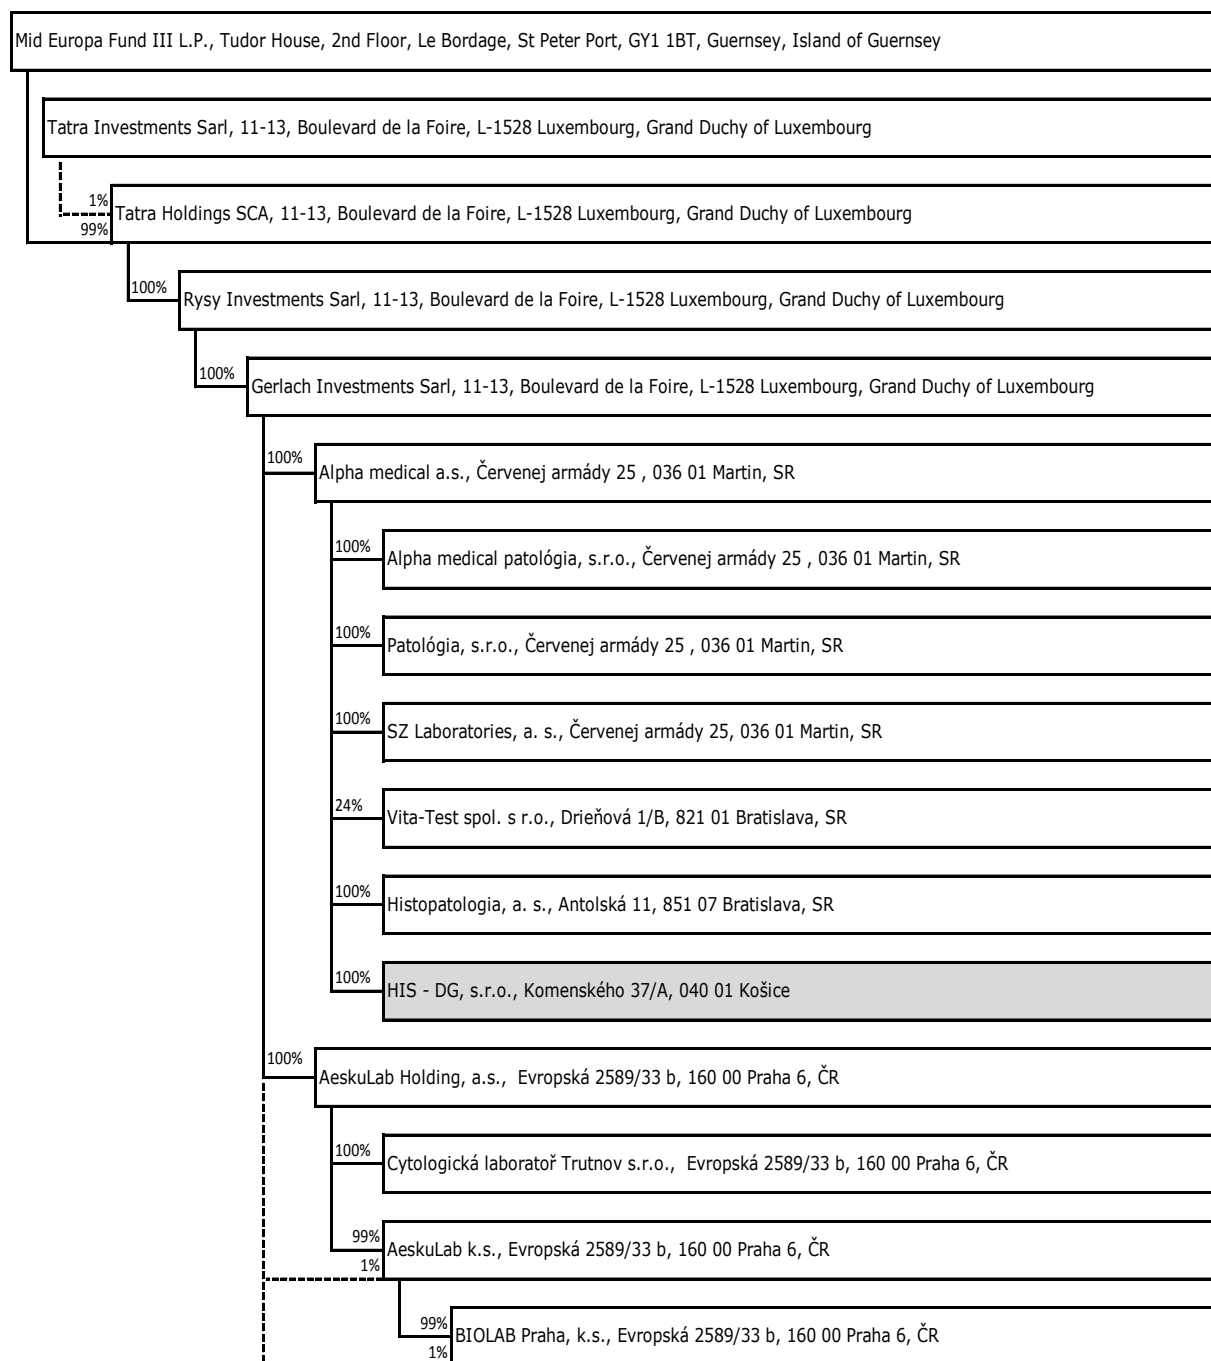 Mid Europa Fund III L.P., Tudor House, 2nd Floor, Le Bordage, St Peter Port, GY1 1BT, Guernsey, Island of Guernsey
Tatra Investments Sarl, 11-13, Boulevard de la Foire, L-1528 Luxembourg, Grand Duchy of Luxembourg
1%
Tatra Holdings SCA, 11-13, Boulevard de la Foire, L-1528 Luxembourg, Grand Duchy of Luxembourg
99%
100%
Rysy Investments Sarl, 11-13, Boulevard de la Foire, L-1528 Luxembourg, Grand Duchy of Luxembourg
100%
Gerlach Investments Sarl, 11-13, Boulevard de la Foire, L-1528 Luxembourg, Grand Duchy of Luxembourg
100%
Alpha medical a.s., Červenej armády 25 , 036 01 Martin, SR
100%
Alpha medical patológia, s.r.o., Červenej armády 25 , 036 01 Martin, SR
100%
Patológia, s.r.o., Červenej armády 25 , 036 01 Martin, SR
100%
SZ Laboratories, a. s., Červenej armády 25, 036 01 Martin, SR
24%
Vita-Test spol. s r.o., Drieňová 1/B, 821 01 Bratislava, SR
100%
Histopatologia, a. s., Antolská 11, 851 07 Bratislava, SR
100%
HIS - DG, s.r.o., Komenského 37/A, 040 01 Košice
100%
AeskuLab Holding, a.s., Evropská 2589/33 b, 160 00 Praha 6, ČR
100%
Cytologická laboratoř Trutnov s.r.o., Evropská 2589/33 b, 160 00 Praha 6, ČR
99%
AeskuLab k.s., Evropská 2589/33 b, 160 00 Praha 6, ČR
1%
99%
BIOLAB Praha, k.s., Evropská 2589/33 b, 160 00 Praha 6, ČR
1%